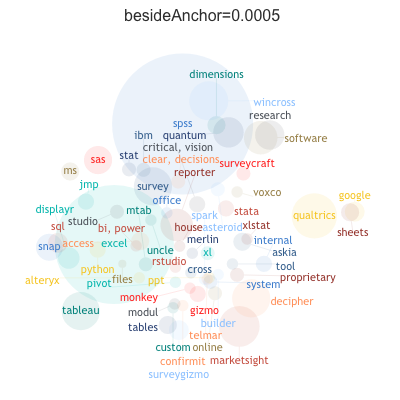 besideAnchor=0.0005
dimensions
wincross
research
spss
ibm
quantum
software
critical, vision
stat
clear, decisions
sas
surveycraft
reporter
ms
jmp
survey
voxco
google
office
displayr
mtab
spark
stata
qualtrics
studio
sql
bi, power
house
asteroid
xlstat
sheets
merlin
internal
snap
access
excel
uncle
xl
askia
rstudio
python
cross
tool
alteryx
pivot
files
ppt
system
proprietary
monkey
decipher
tableau
modul
gizmo
tables
builder
telmar
custom
online
confirmit
marketsight
surveygizmo